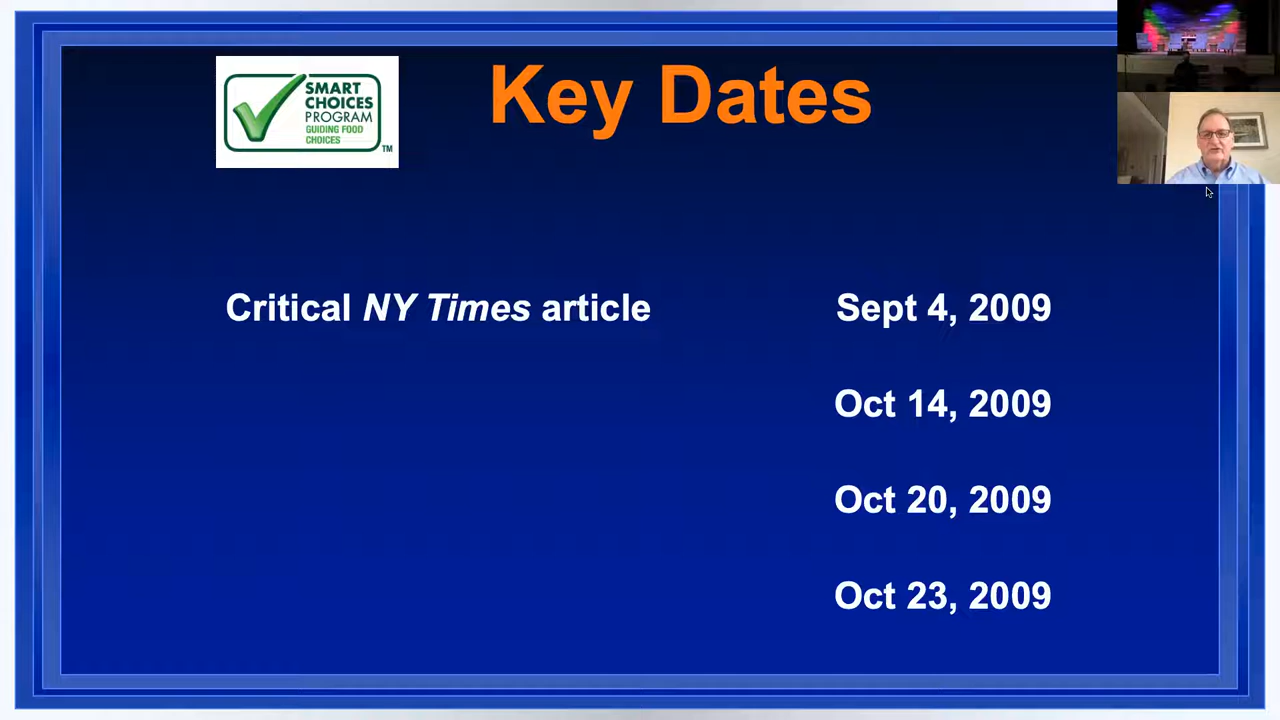 Key Dates
SMART
CHOICES
PROGRAM
GUIDING FOOD
CHOICES
TM
Critical NY Times article Sept 4, 2009
Oct 14, 2009
Oct 20, 2009
Oct 23, 2009